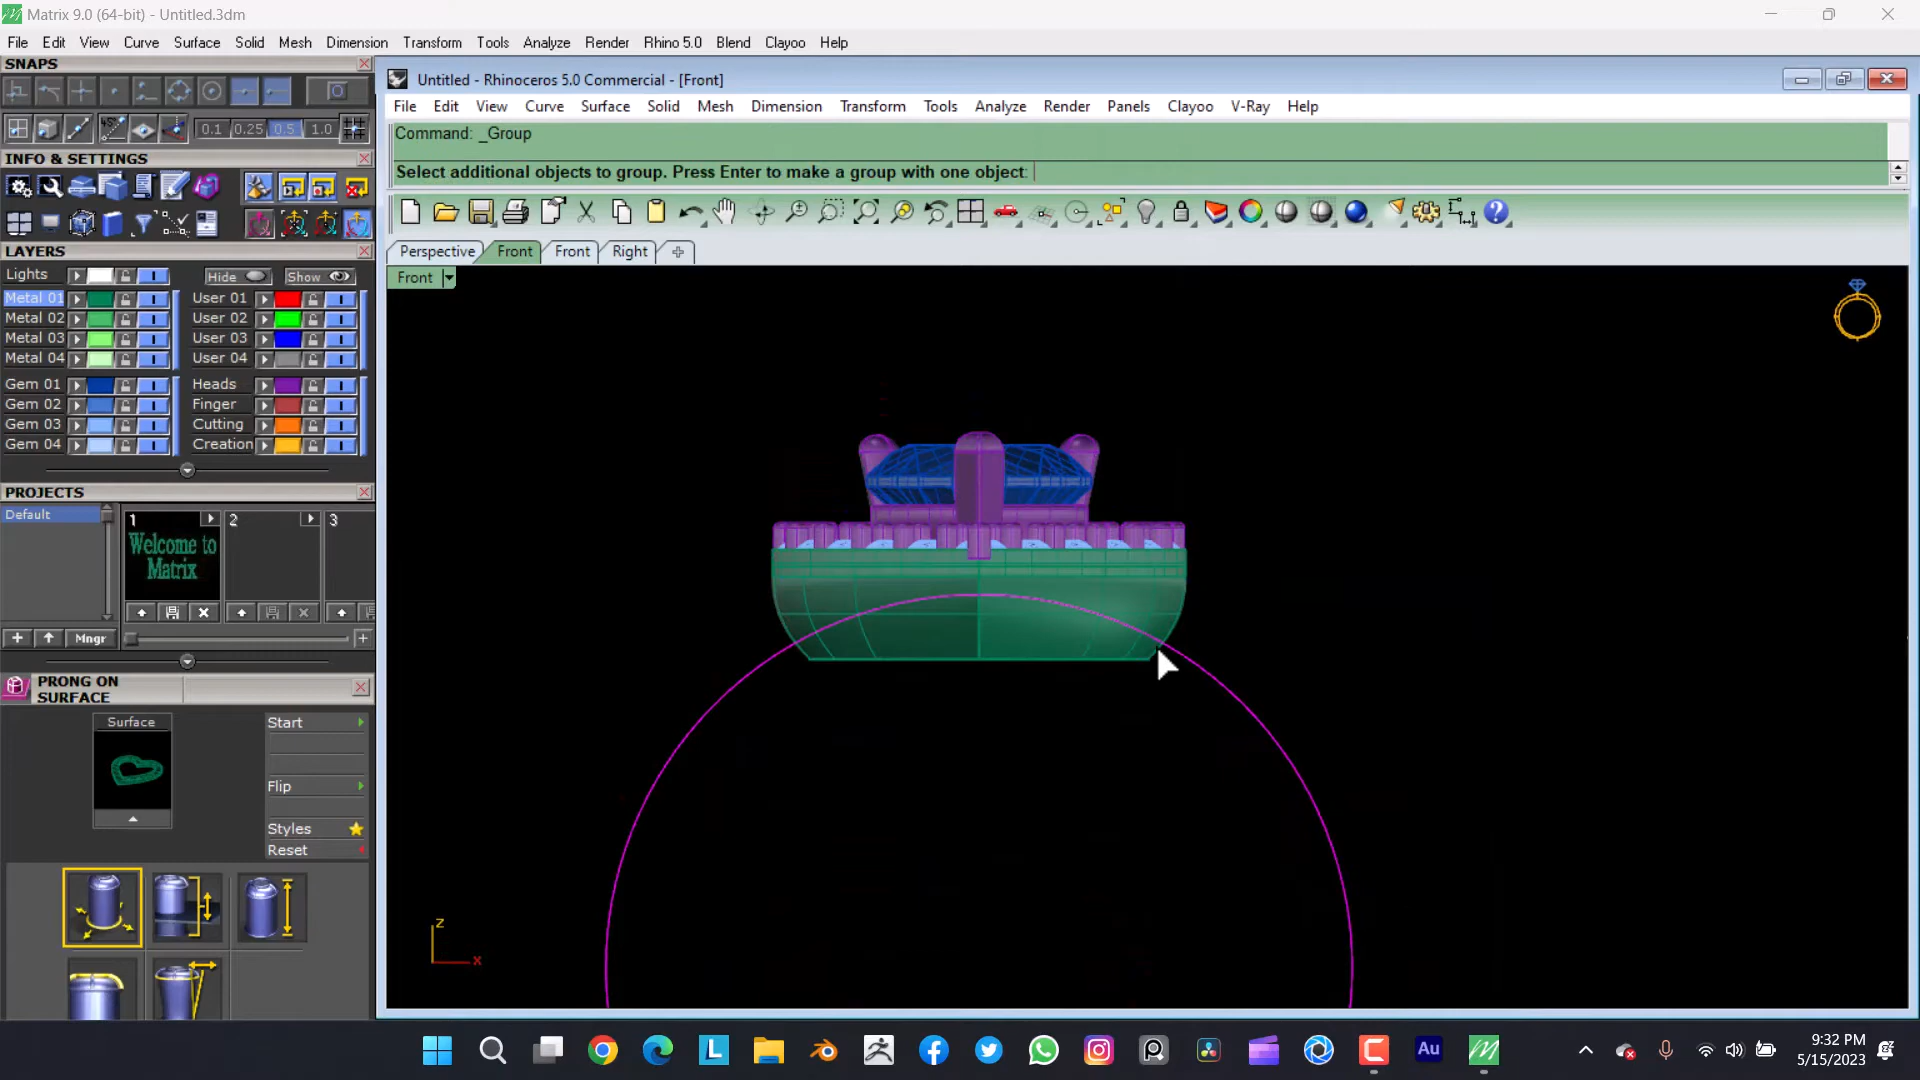 Matrix 9.0 (64-bit) - Untitled.3dm
File Edit View Curve Surface Solid Mesh Dimension Transform Tools Analyze Render Rhino 5.0 Blend Clayoo Help
SNAPS
Untitled - Rhinoceros 5.0 Commercial - [Front]
File Edit View Curve Surface Solid Mesh Dimension Transform Tools Analyze Render Panels Clayoo V-Ray Help
0.1 0.25 0.5 1.0
Command: _Group
Select additional objects to group. Press Enter to make a group with one object:
INFO & SETTINGS
LAYERS
Lights Hide Show
Metal 01 User 01
Metal 02 User 02
Metal 03 User 03
Metal 04 User 04
Gem 01 Heads
Gem 02 Finger
Gem 03 Cutting
Gem 04 Creation
Perspective Front Front Right
Front
PROJECTS
Default
1 2 3
Welcome to
Matrix
Mngr
PRONG ON
SURFACE
Surface
Start
Flip
Styles
Reset
z
x
L
Au
9:32 PM
5/15/2023